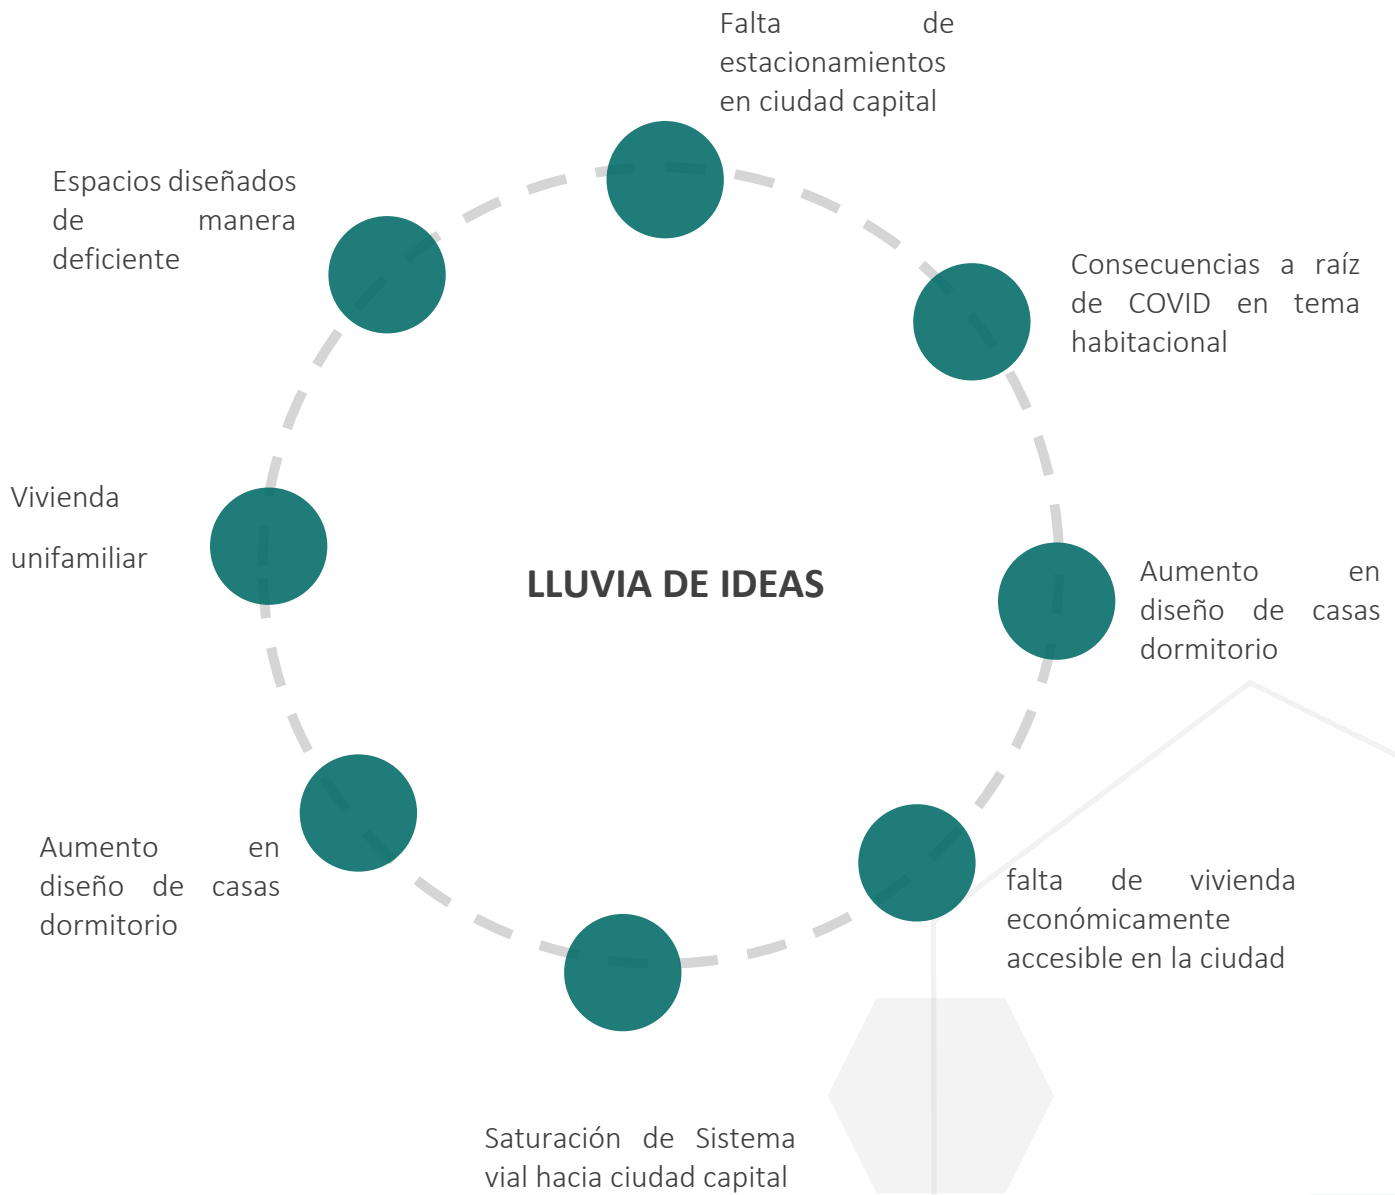 Falta de
estacionamientos
en ciudad capital
Espacios diseñados
de manera
deficiente
Consecuencias a raíz
de COVID en tema
habitacional
Vivienda
unifamiliar
LLUVIA DE IDEAS
Aumento en
diseño de casas
dormitorio
Aumento en
diseño de casas
dormitorio
falta de vivienda
económicamente
accesible en la ciudad
Saturación de Sistema
vial hacia ciudad capital